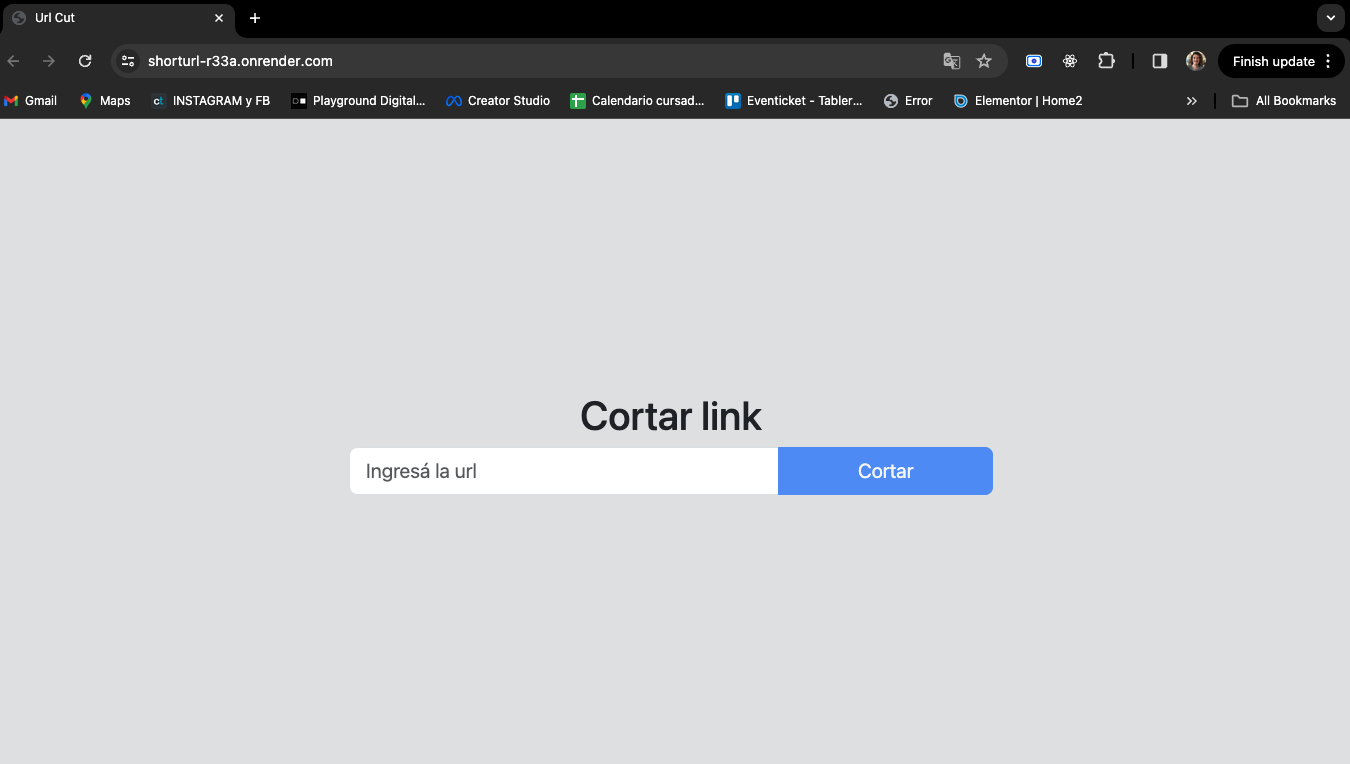 Url Cut
shorturl-r33a.onrender.com
Finish update
Gmail
Maps
ct INSTAGRAM y FB
Playground Digital...
Creator Studio
Calendario cursad...
Eventicket - Tabler...
Error
Elementor | Home2
All Bookmarks
Cortar link
Ingresá la url
Cortar